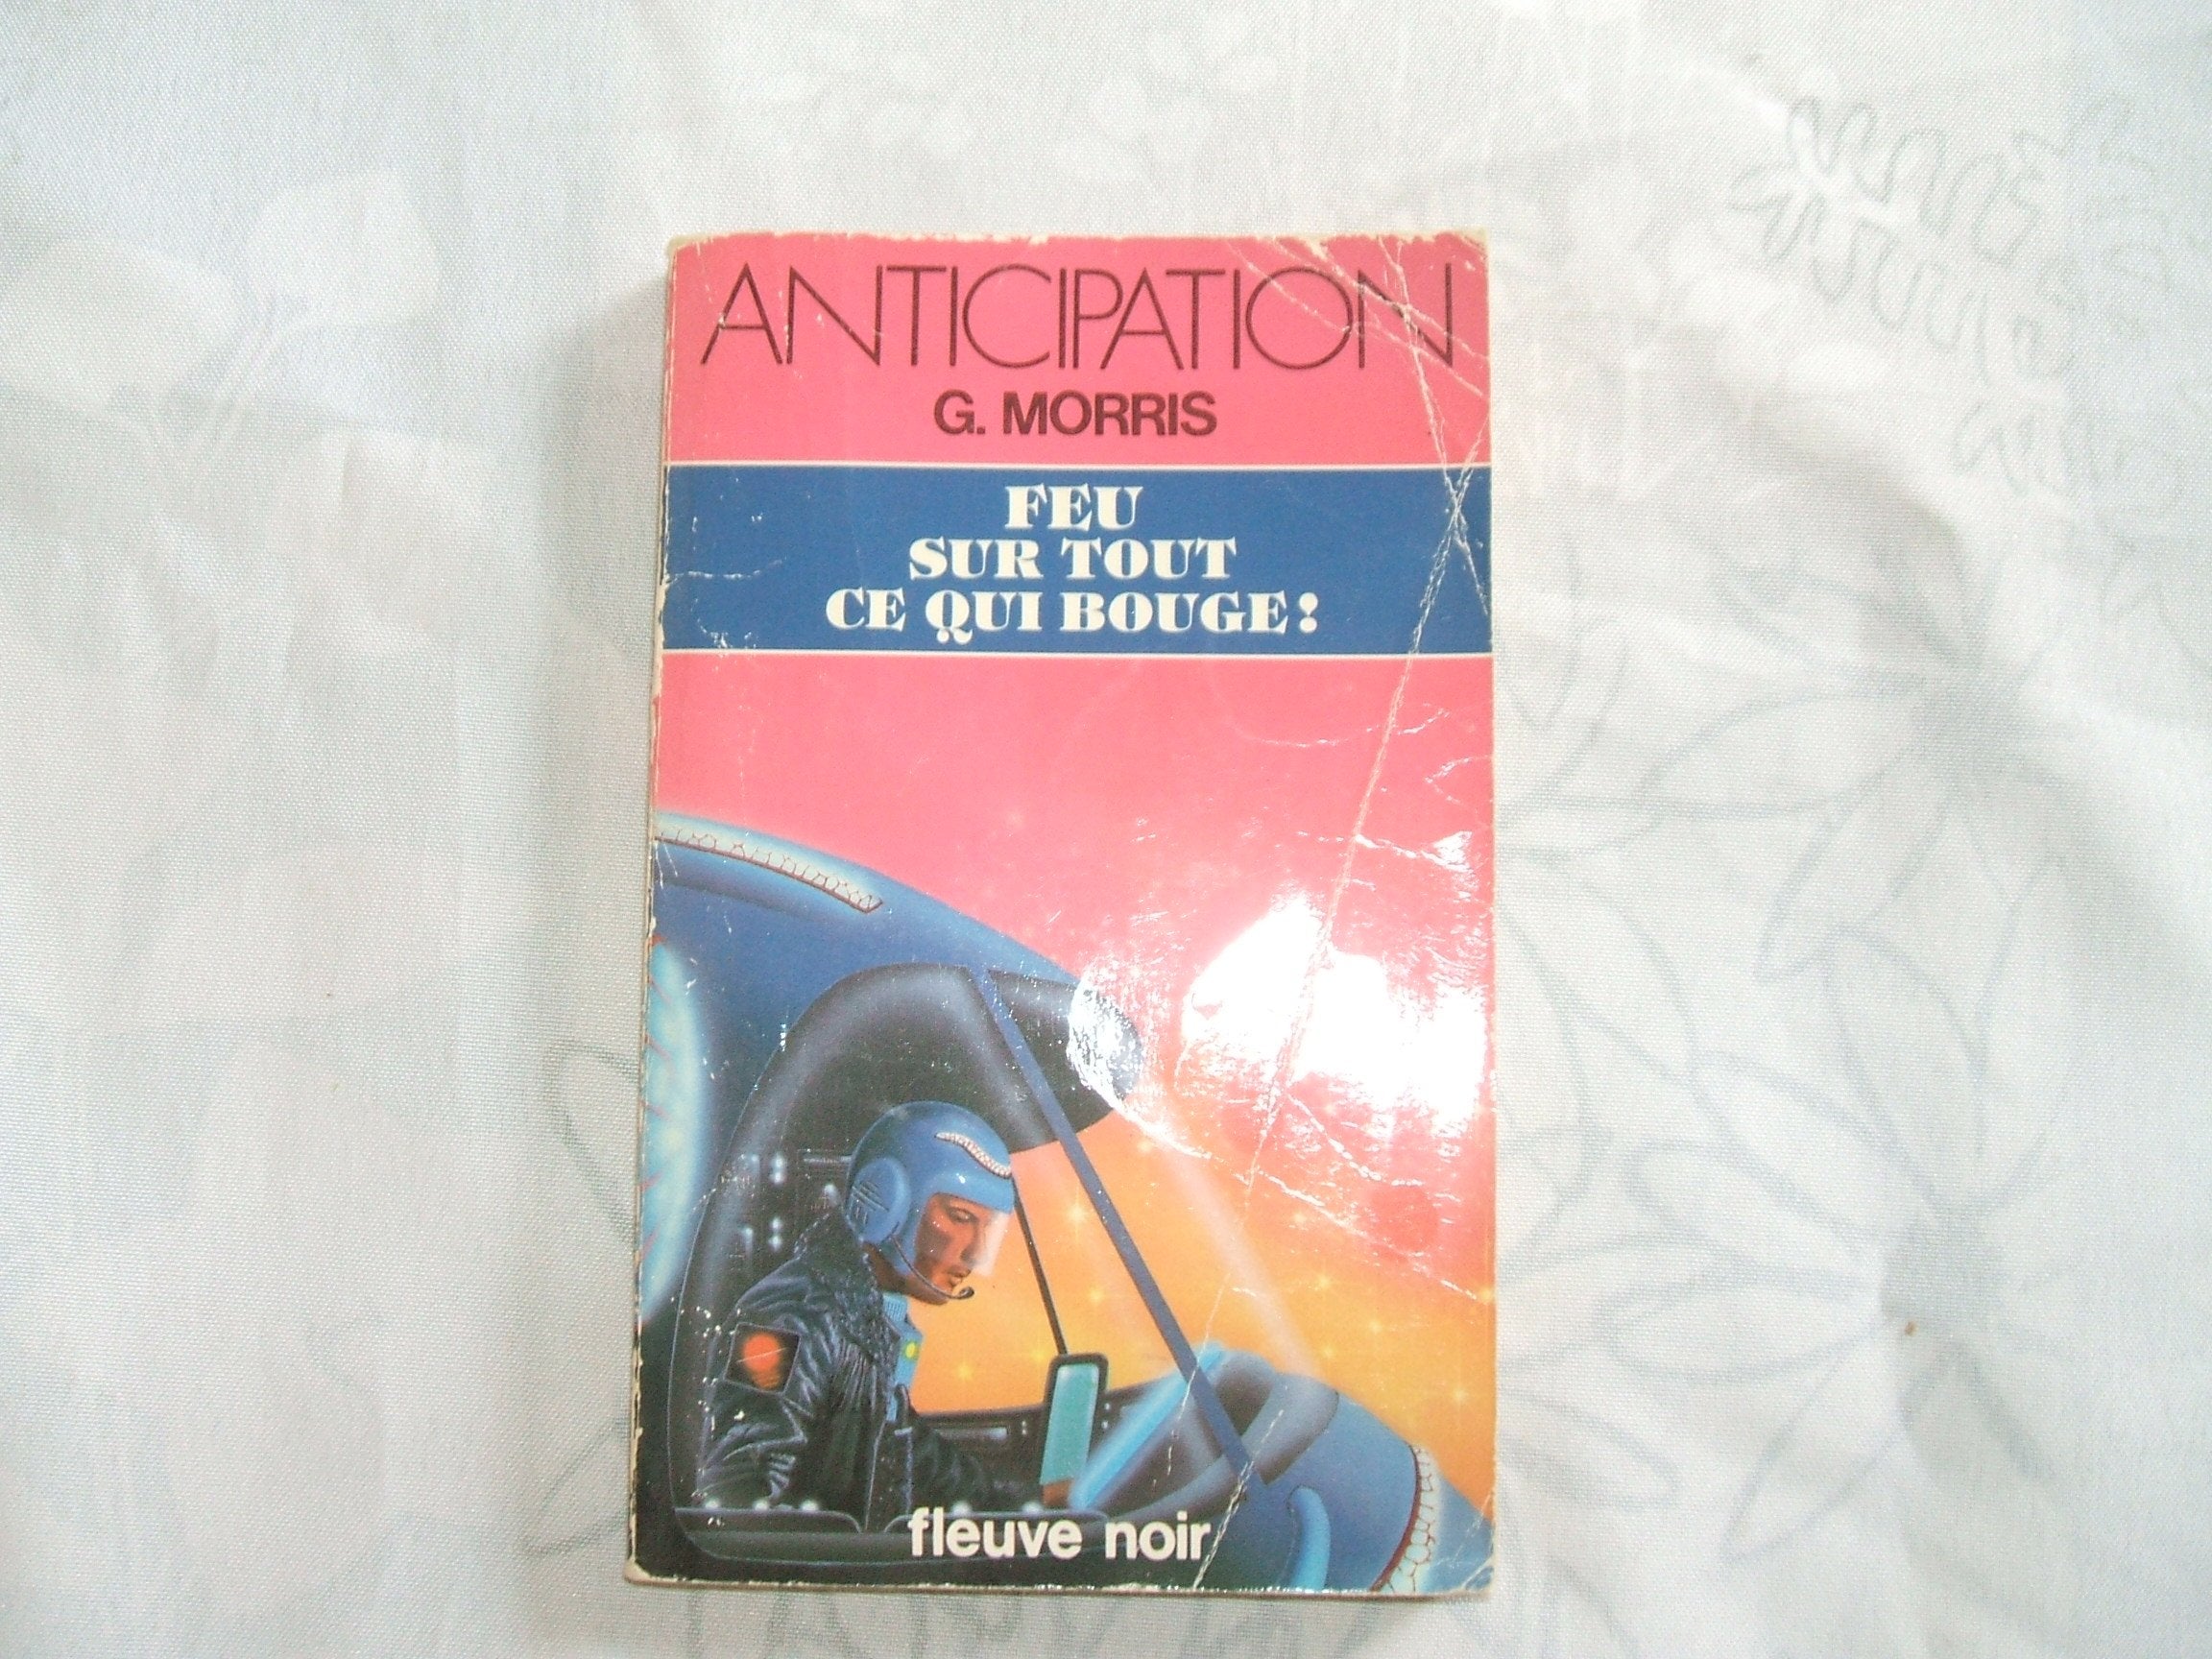 ANTICIPATION
G. MORRIS
FEU
SUR TOUT
CE QUI BOUGE!
fleuve noir